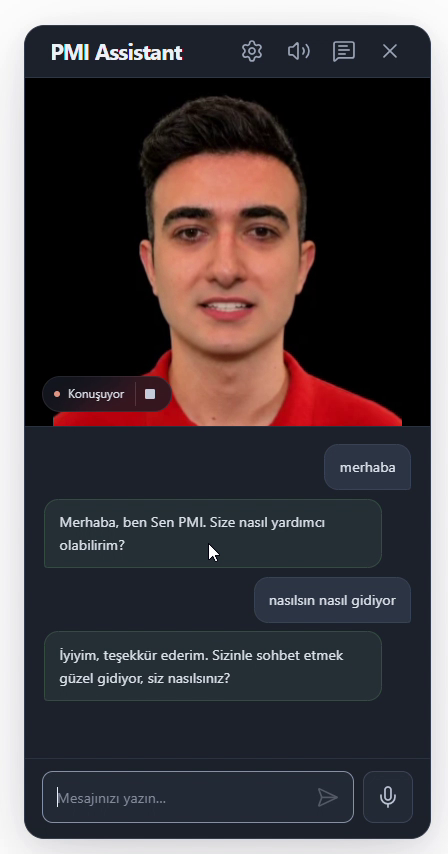 PMI Assistant
Konuşuyor
merhaba
Merhaba, ben Sen PMI. Size nasıl yardımcı
olabilirim?
nasılsın nasıl gidiyor
İyiyim, teşekkür ederim. Sizinle sohbet etmek
güzel gidiyor, siz nasılsınız?
Mesajınızı yazın...